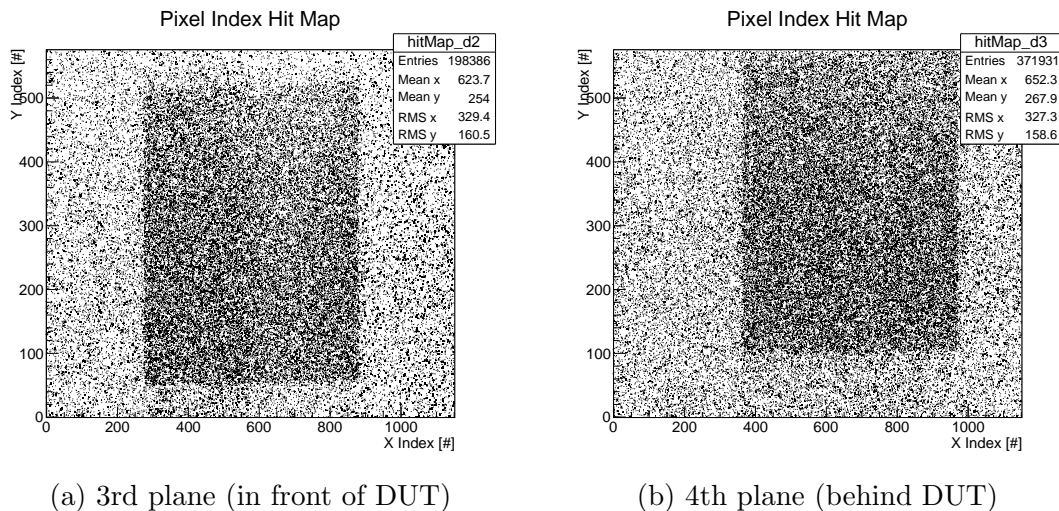 Pixel Index Hit Map
hitMap_d2
Entries 198386
Mean x 623.7
Mean y 254
RMS x 329.4
RMS y 160.5
Y Index [#]
500
400
300
200
100
0
0 200 400 600 800 1000
X Index [#]
(a) 3rd plane (in front of DUT)
Pixel Index Hit Map
hitMap_d3
Entries 371931
Mean x 652.3
Mean y 267.9
RMS x 327.3
RMS y 158.6
Y Index [#]
500
400
300
200
100
0
0 200 400 600 800 1000
X Index [#]
(b) 4th plane (behind DUT)